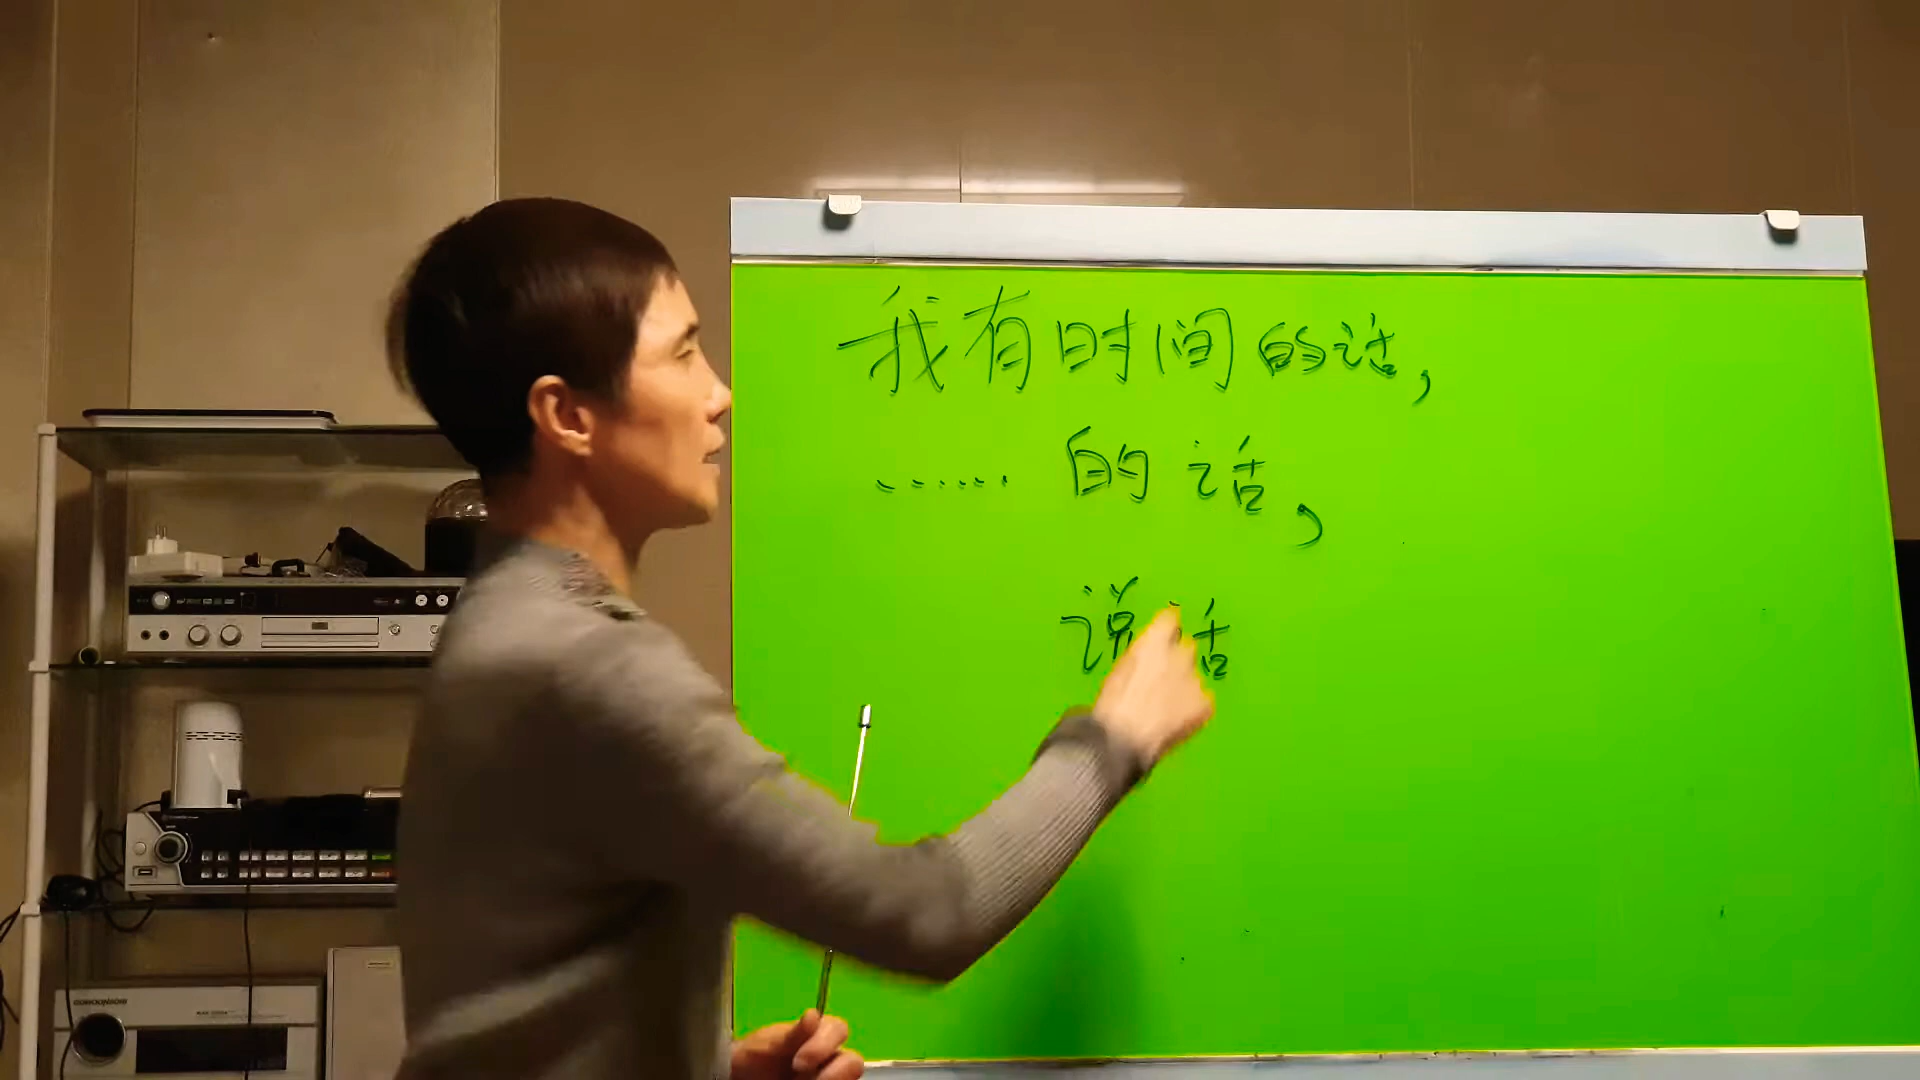 我有时间的话,
...... 的话,
说话